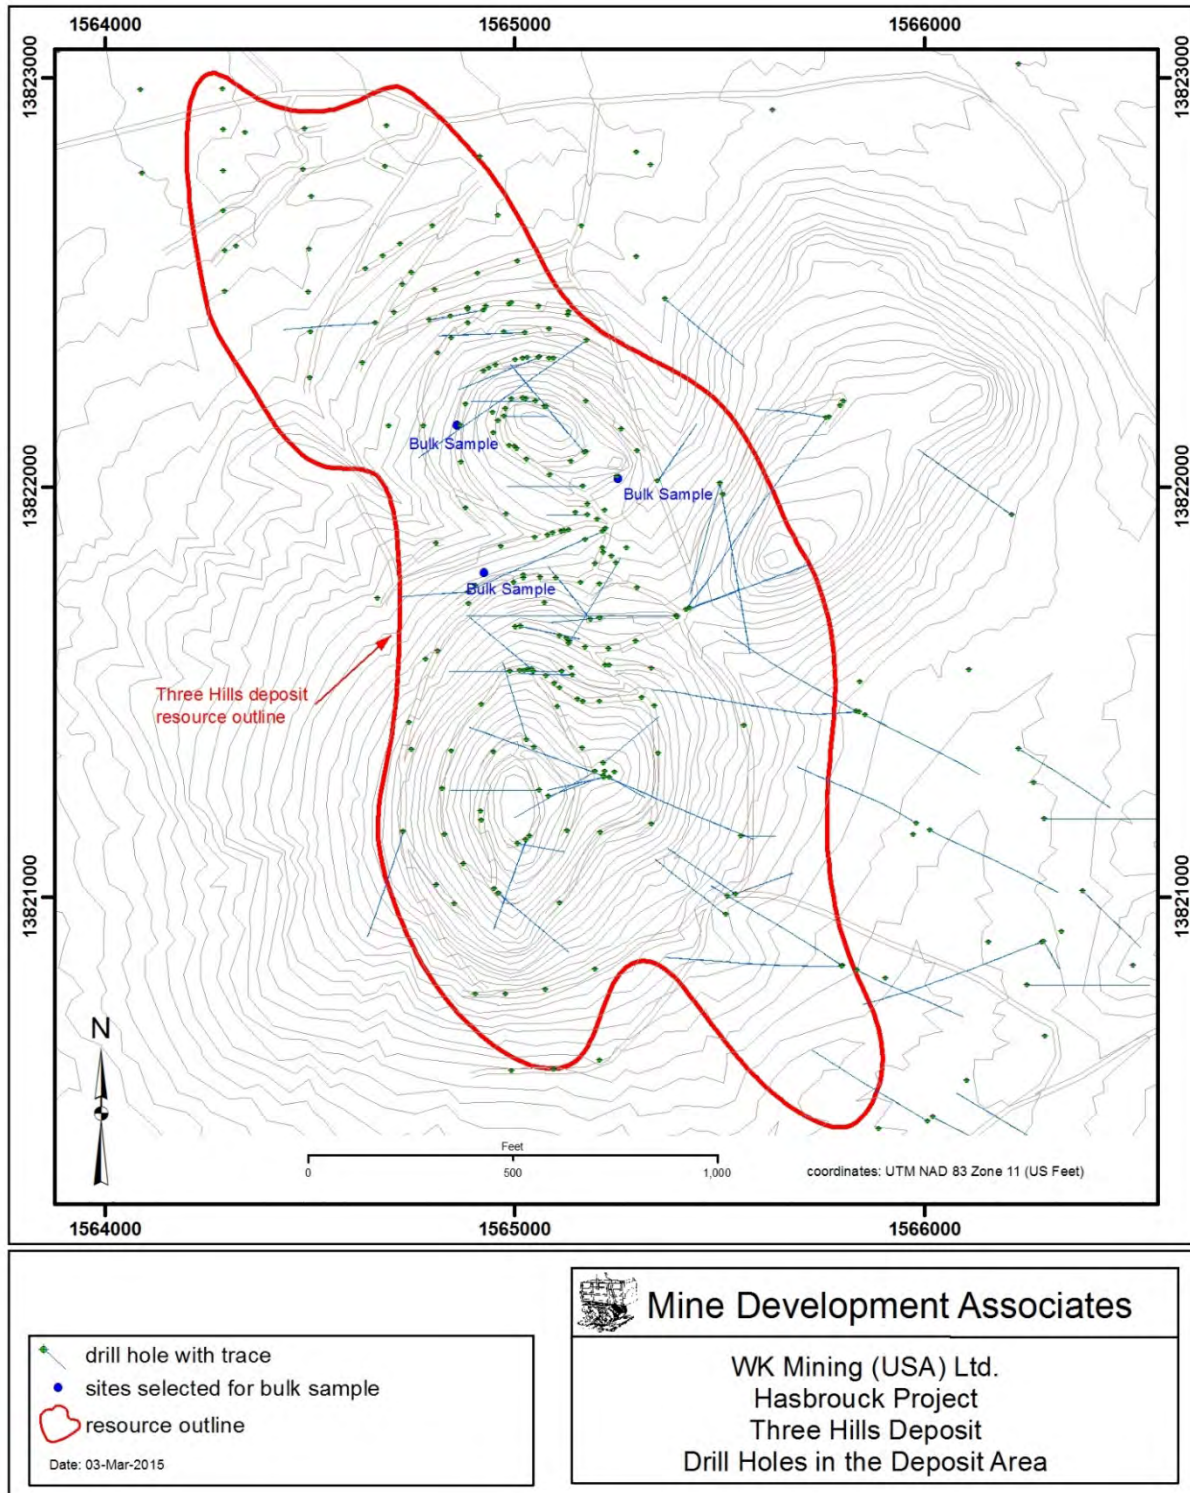 1564000
1565000
1566000
13823000
13823000
Bulk Sample
13822000
Bulk Sample
13822000
Bulk Sample
Three Hills deposit
resource outline
13821000
13821000
N
Feet
0
500
1,000
coordinates: UTM NAD 83 Zone 11 (US Feet)
1564000
1565000
1566000
drill hole with trace
sites selected for bulk sample
resource outline
Date: 03-Mar-2015
Mine Development Associates
WK Mining (USA) Ltd.
Hasbrouck Project
Three Hills Deposit
Drill Holes in the Deposit Area